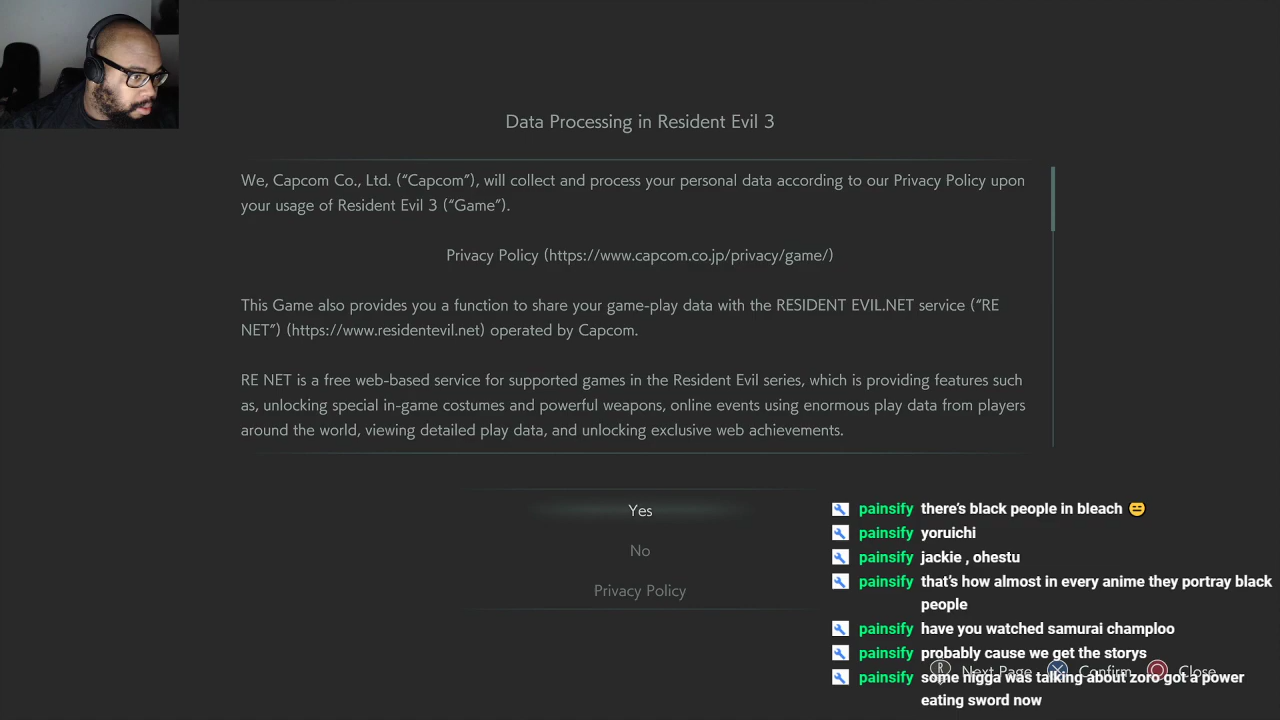 Data Processing in Resident Evil 3
We, Capcom Co., Ltd. (“Capcom”), will collect and process your personal data according to our Privacy Policy upon
your usage of Resident Evil 3 (“Game”).
Privacy Policy (https://www.capcom.co.jp/privacy/game/)
This Game also provides you a function to share your game-play data with the RESIDENT EVIL.NET service (“RE
NET”) (https://www.residentevil.net) operated by Capcom.
RE NET is a free web-based service for supported games in the Resident Evil series, which is providing features such
as, unlocking special in-game costumes and powerful weapons, online events using enormous play data from players
around the world, viewing detailed play data, and unlocking exclusive web achievements.
Yes
No
Privacy Policy
painsify there’s black people in bleach 😑
painsify yoruichi
painsify jackie , ohestu
painsify that’s how almost in every anime they portray black
people
painsify have you watched samurai champloo
painsify probably cause we get the storys
R Next Page Confirm Close
painsify some nigga was talking about zoro got a power
eating sword now